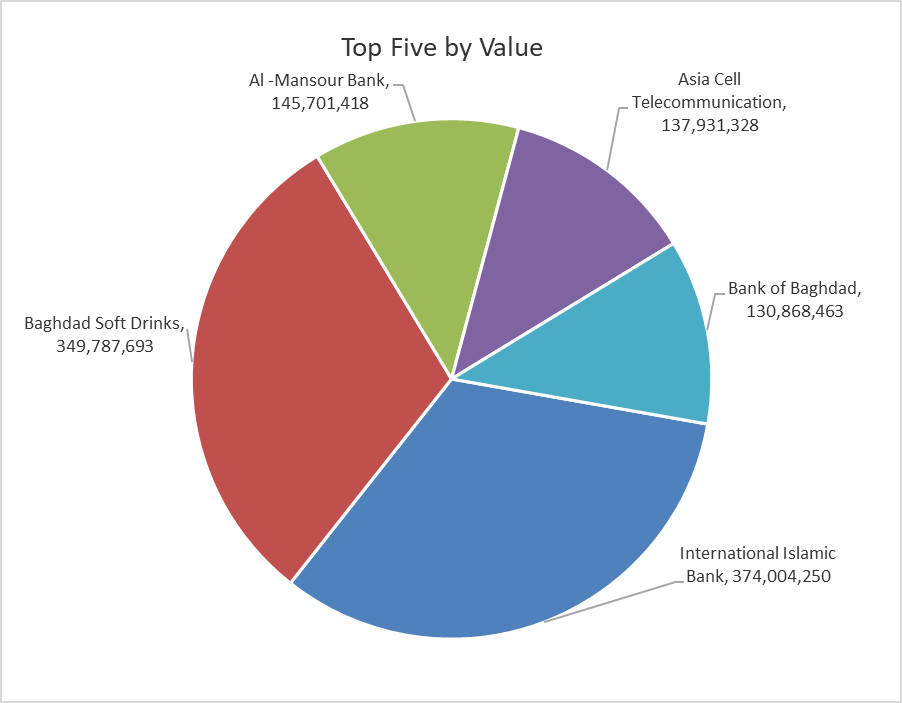 Top Five by Value
Al -Mansour Bank,
145,701,418
Asia Cell
Telecommunication,
137,931,328
Bank of Baghdad,
130,868,463
Baghdad Soft Drinks,
349,787,693
International Islamic
Bank, 374,004,250